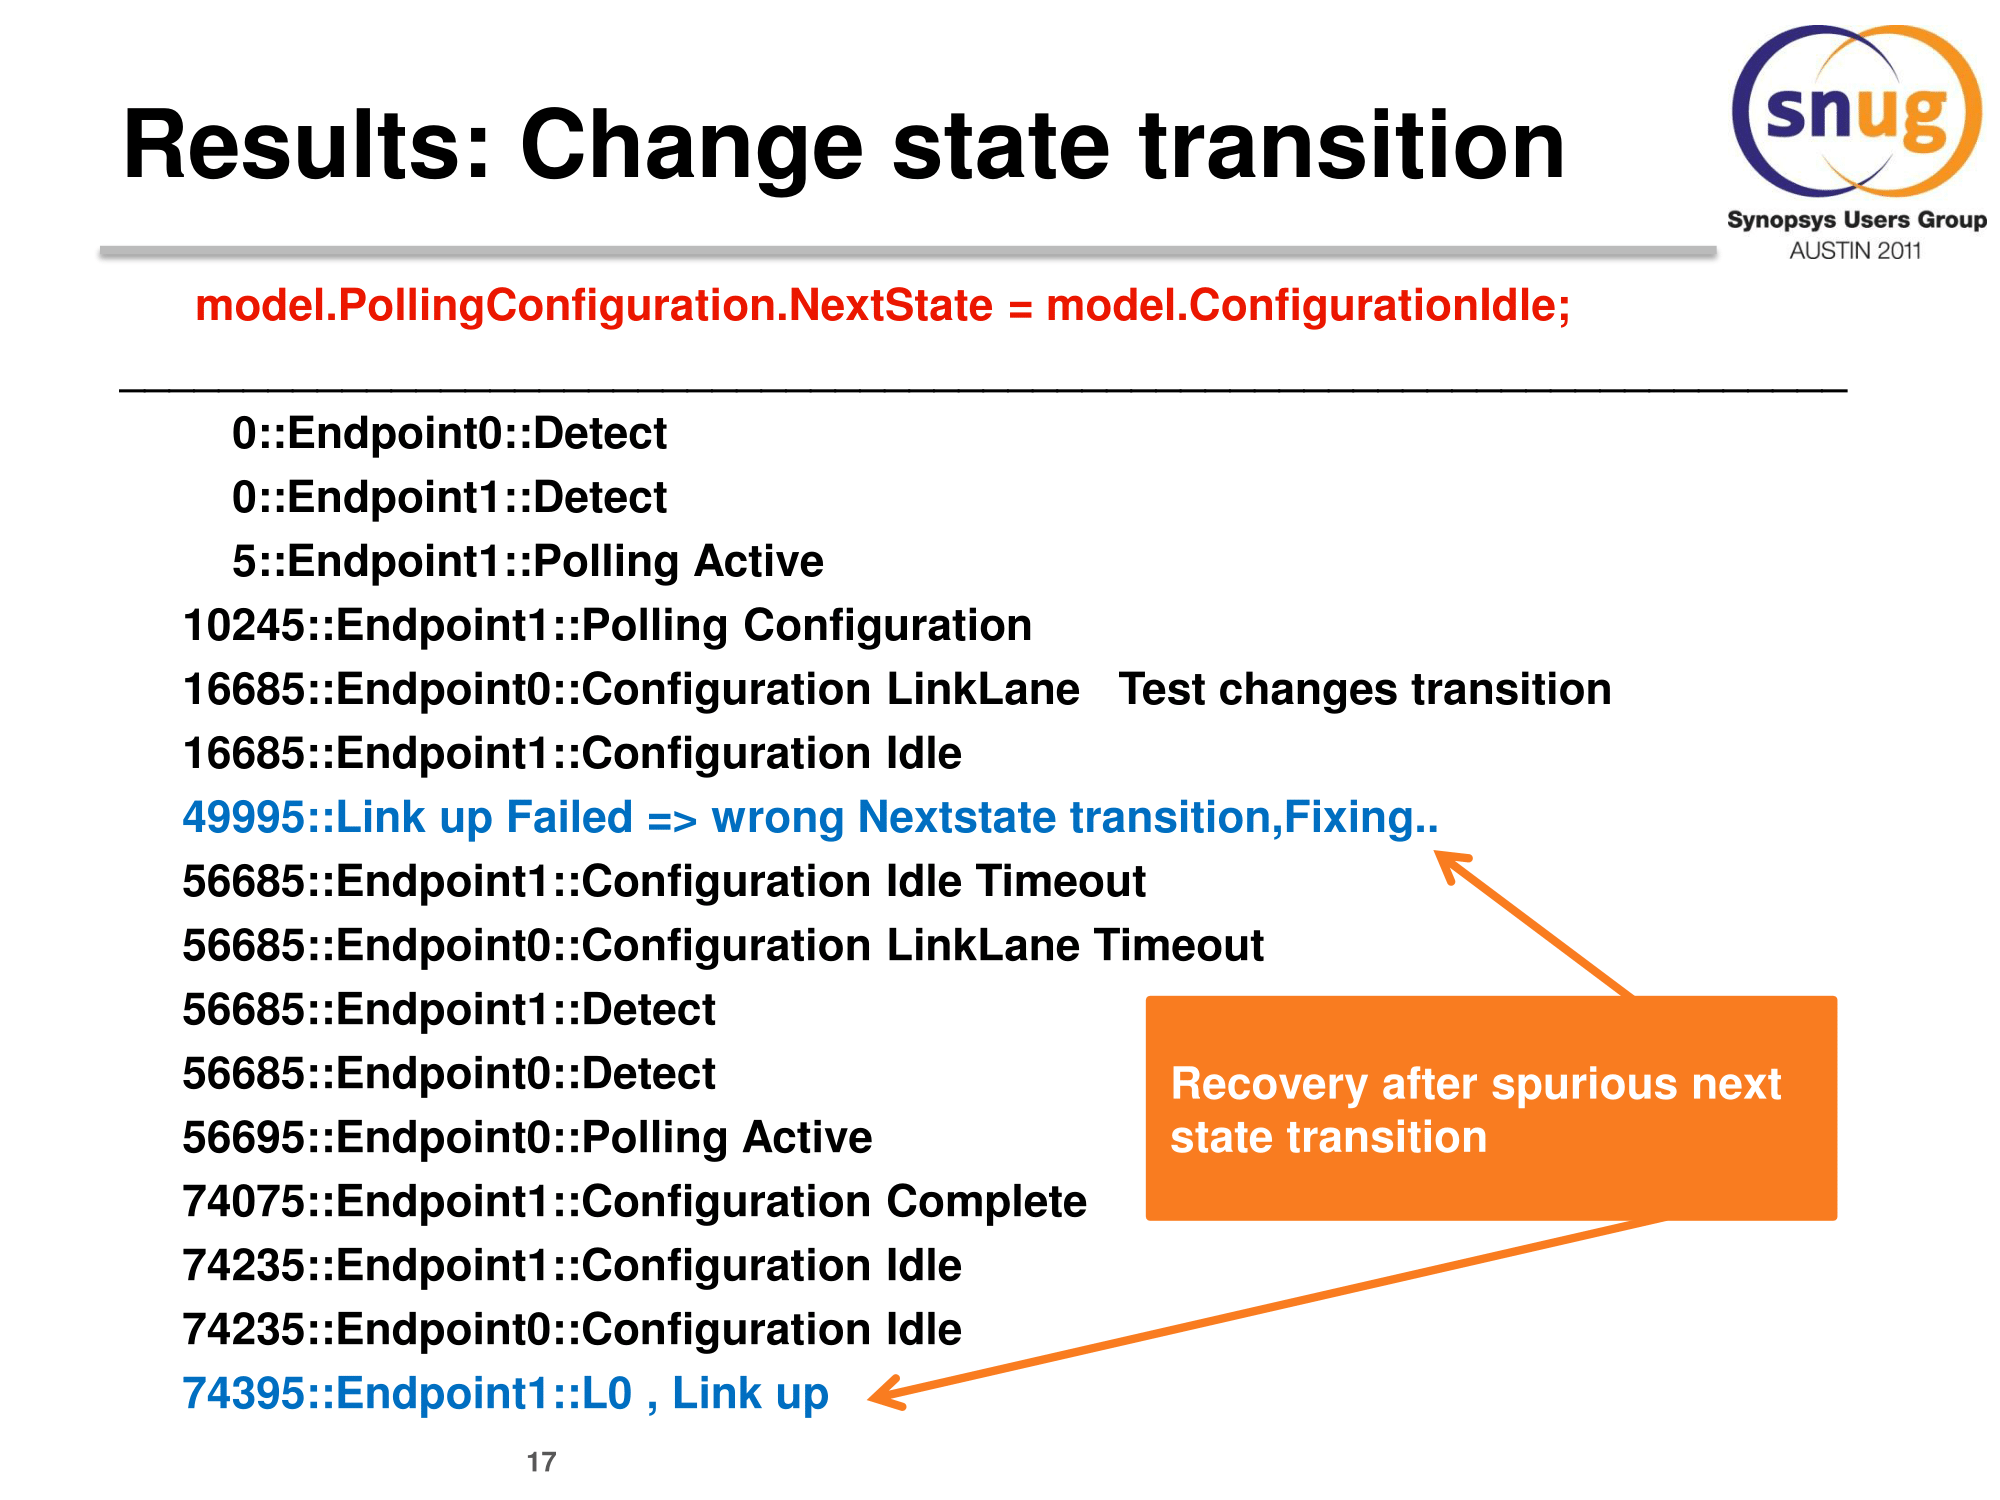 snug
Synopsys Users Group
AUSTIN 2011
Results: Change state transition
model.PollingConfiguration.NextState = model.ConfigurationIdle;
0::Endpoint0::Detect
0::Endpoint1::Detect
5::Endpoint1::Polling Active
10245::Endpoint1::Polling Configuration
16685::Endpoint0::Configuration LinkLane Test changes transition
16685::Endpoint1::Configuration Idle
49995::Link up Failed => wrong Nextstate transition,Fixing..
56685::Endpoint1::Configuration Idle Timeout
56685::Endpoint0::Configuration LinkLane Timeout
56685::Endpoint1::Detect
56685::Endpoint0::Detect
56695::Endpoint0::Polling Active
74075::Endpoint1::Configuration Complete
74235::Endpoint1::Configuration Idle
74235::Endpoint0::Configuration Idle
74395::Endpoint1::L0 , Link up
Recovery after spurious next
state transition
17